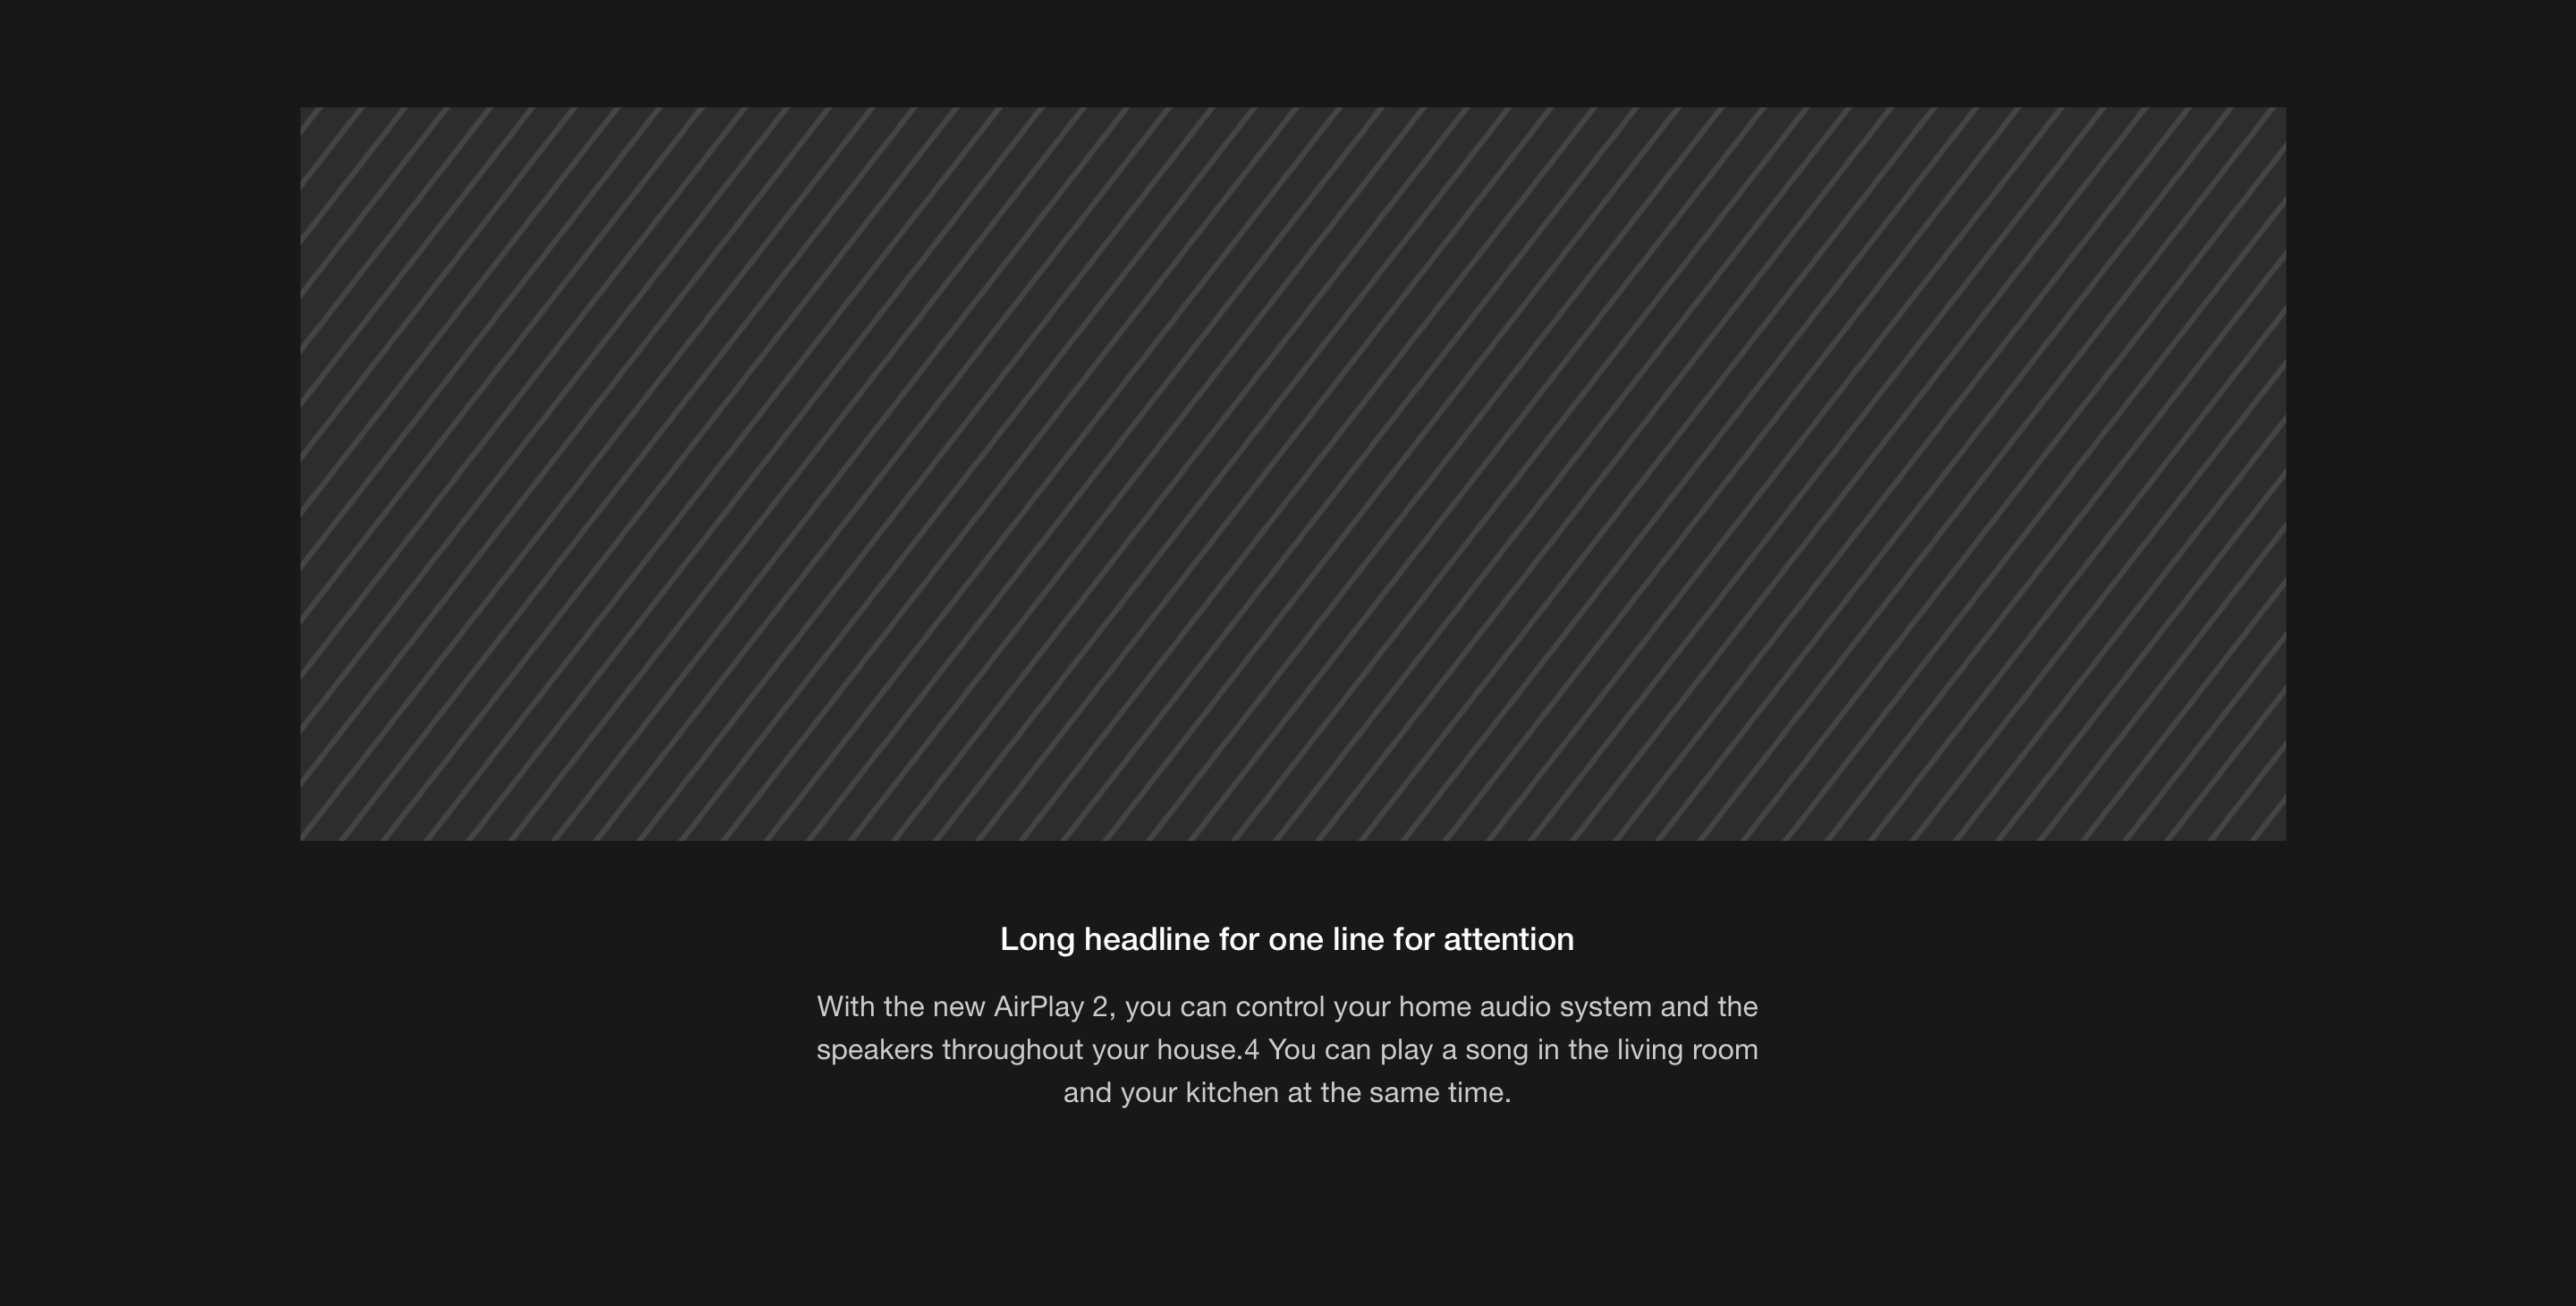 Long headline for one line for attention
With the new AirPlay 2, you can control your home audio system and the
speakers throughout your house.4 You can play a song in the living room
and your kitchen at the same time.